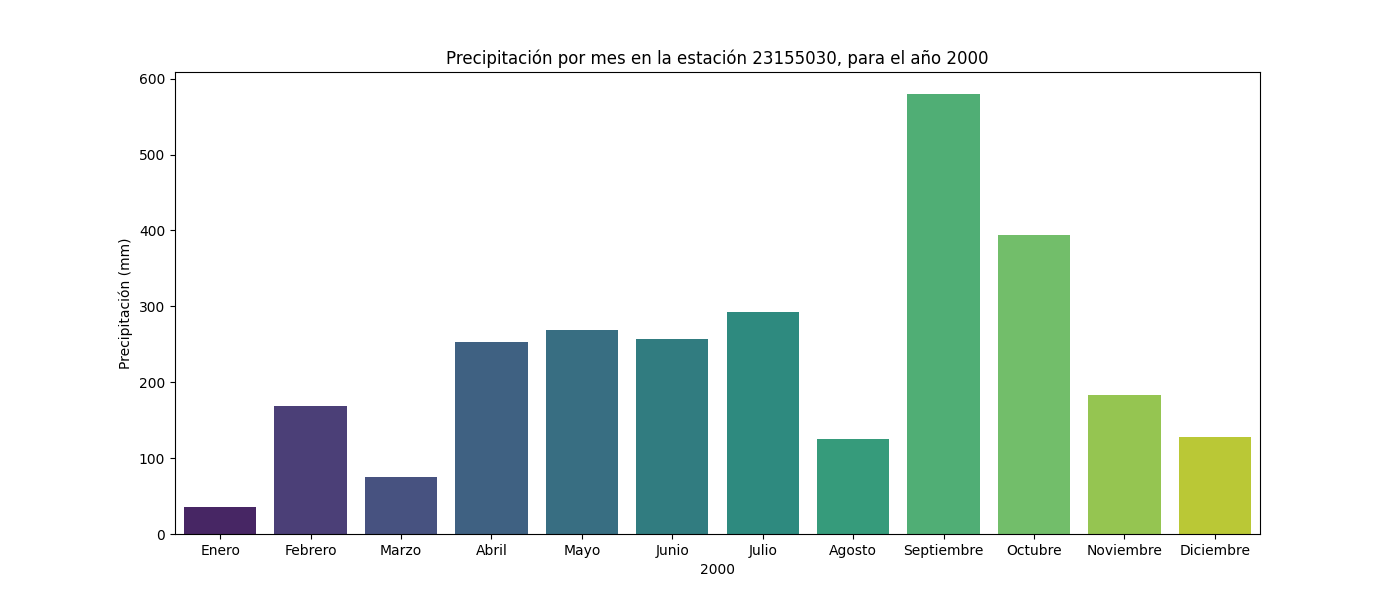 Precipitación por mes en la estación 23155030, para el año 2000
Precipitación (mm)
600
500
400
300
200
100
0
Enero Febrero Marzo Abril Mayo Junio Julio Agosto Septiembre Octubre Noviembre Diciembre
2000